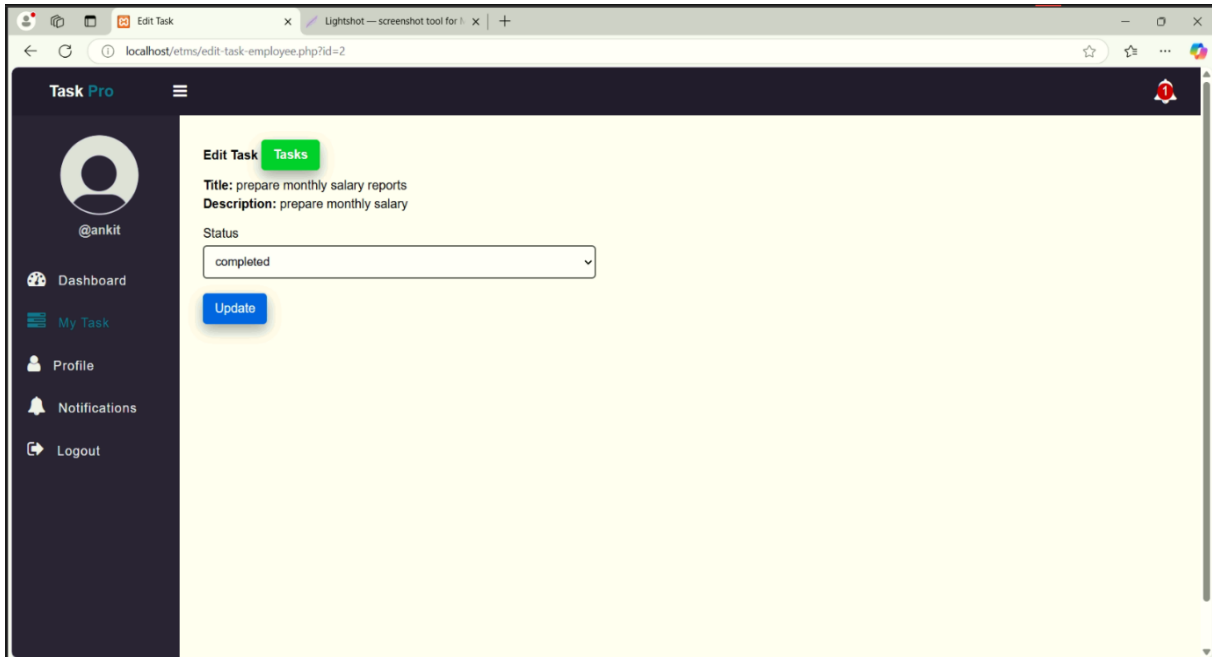 Edit Task
Lightshot — screenshot tool for
localhost/etms/edit-task-employee.php?id=2
Task Pro
1
@ankit
Dashboard
My Task
Profile
Notifications
Logout
Edit Task Tasks
Title: prepare monthly salary reports
Description: prepare monthly salary
Status
completed
Update